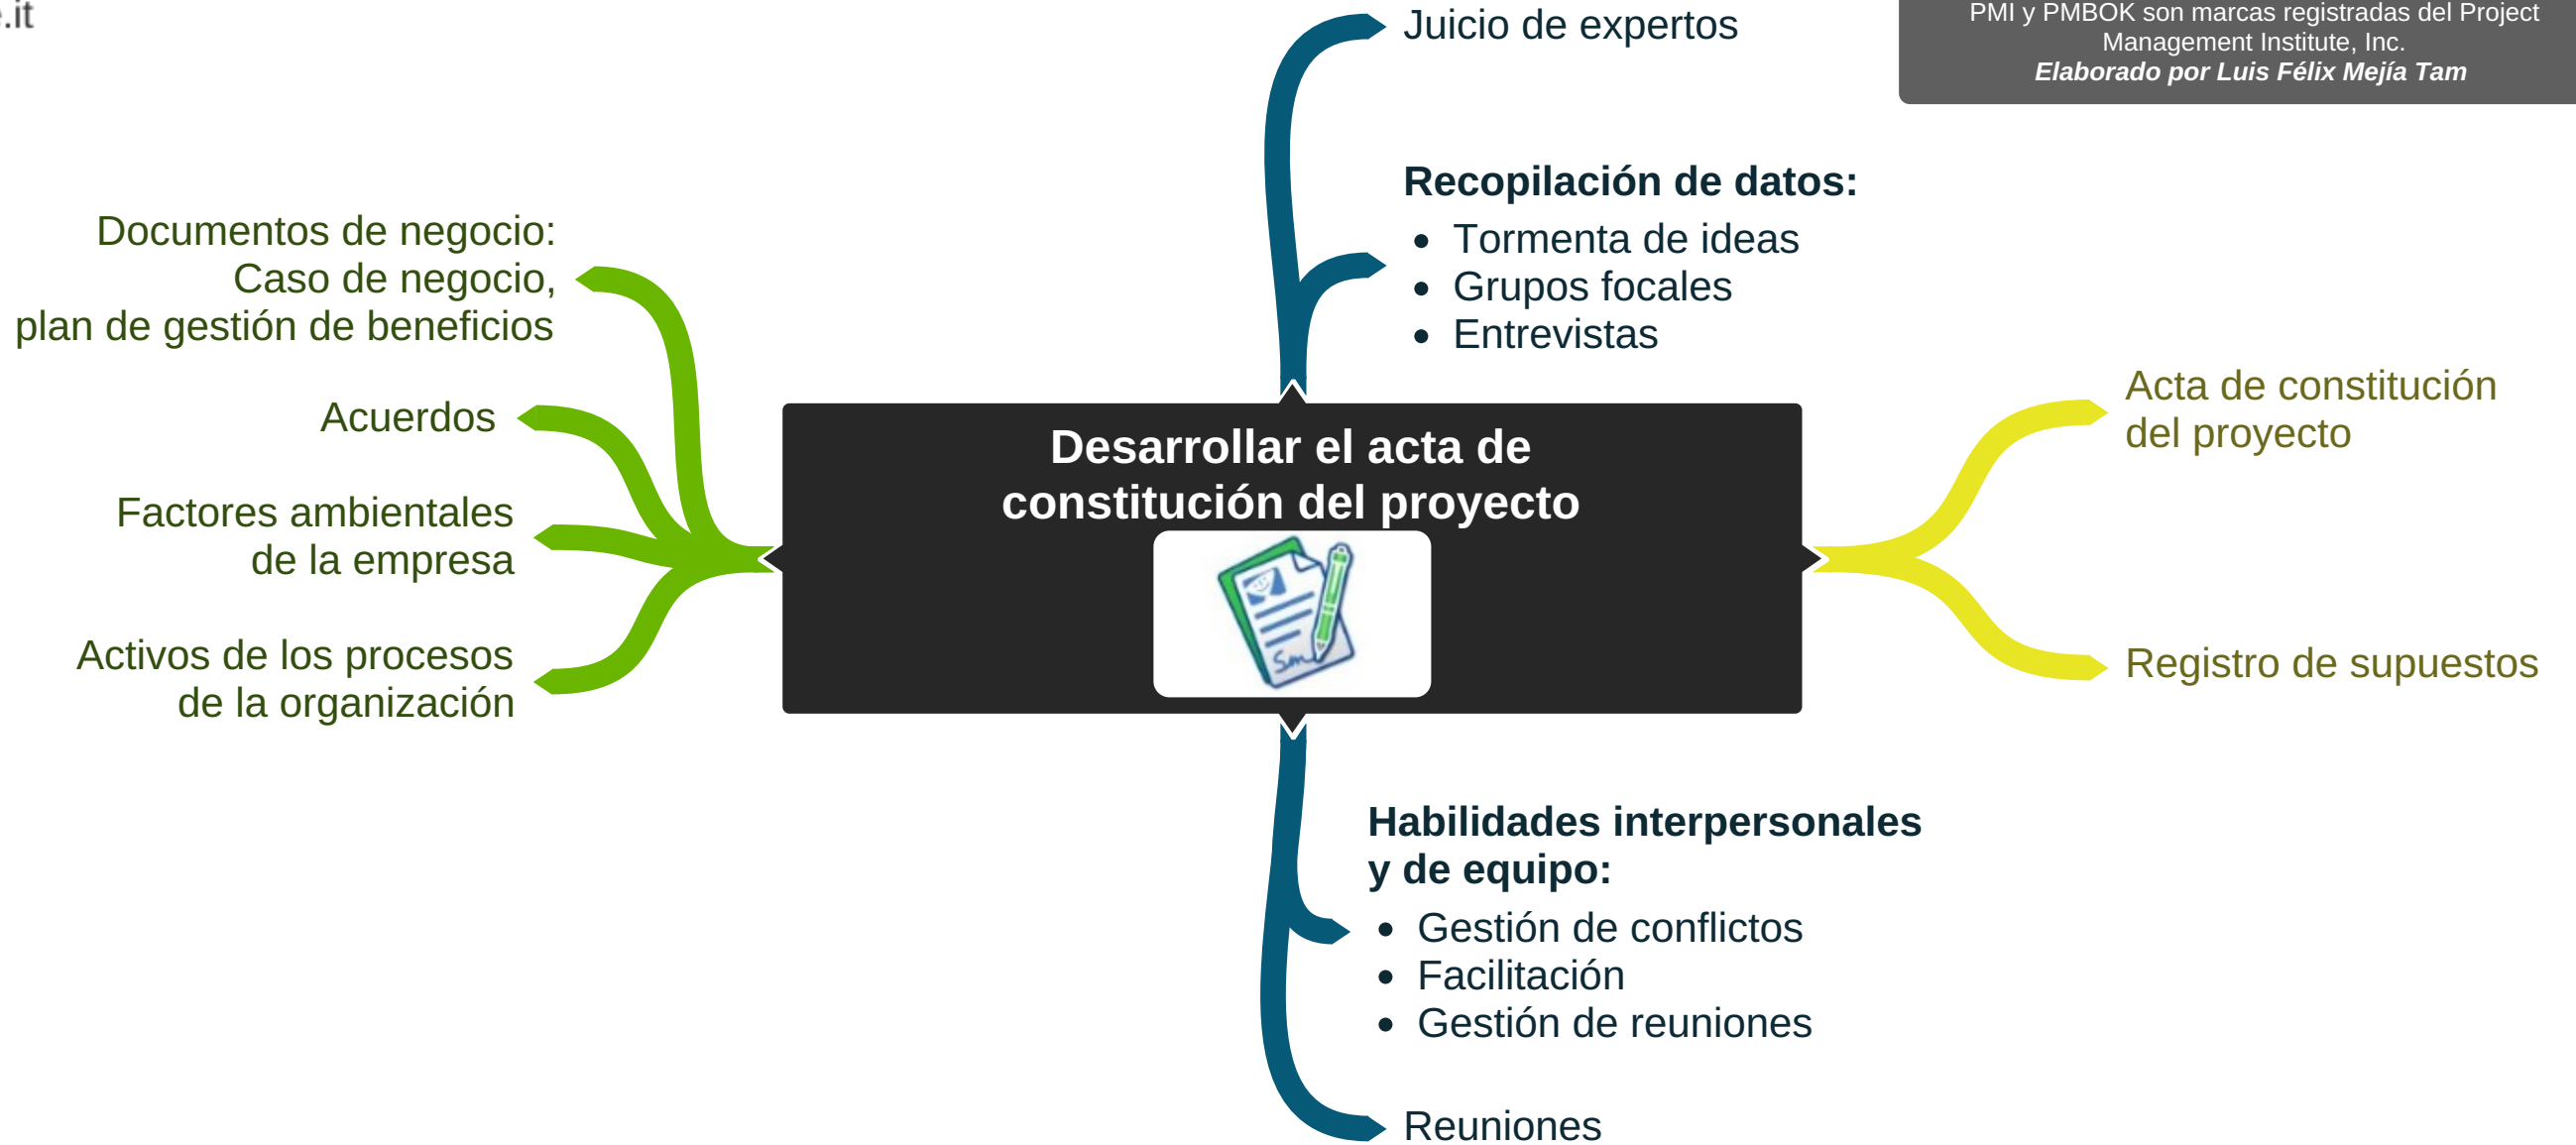 .it
PMI y PMBOK son marcas registradas del Project
Management Institute, Inc.
Elaborado por Luis Félix Mejía Tam
Juicio de expertos
Recopilación de datos:
• Tormenta de ideas
• Grupos focales
• Entrevistas
Documentos de negocio:
Caso de negocio,
plan de gestión de beneficios
Acuerdos
Factores ambientales
de la empresa
Activos de los procesos
de la organización
Desarrollar el acta de
constitución del proyecto
Acta de constitución
del proyecto
Registro de supuestos
Habilidades interpersonales
y de equipo:
• Gestión de conflictos
• Facilitación
• Gestión de reuniones
Reuniones